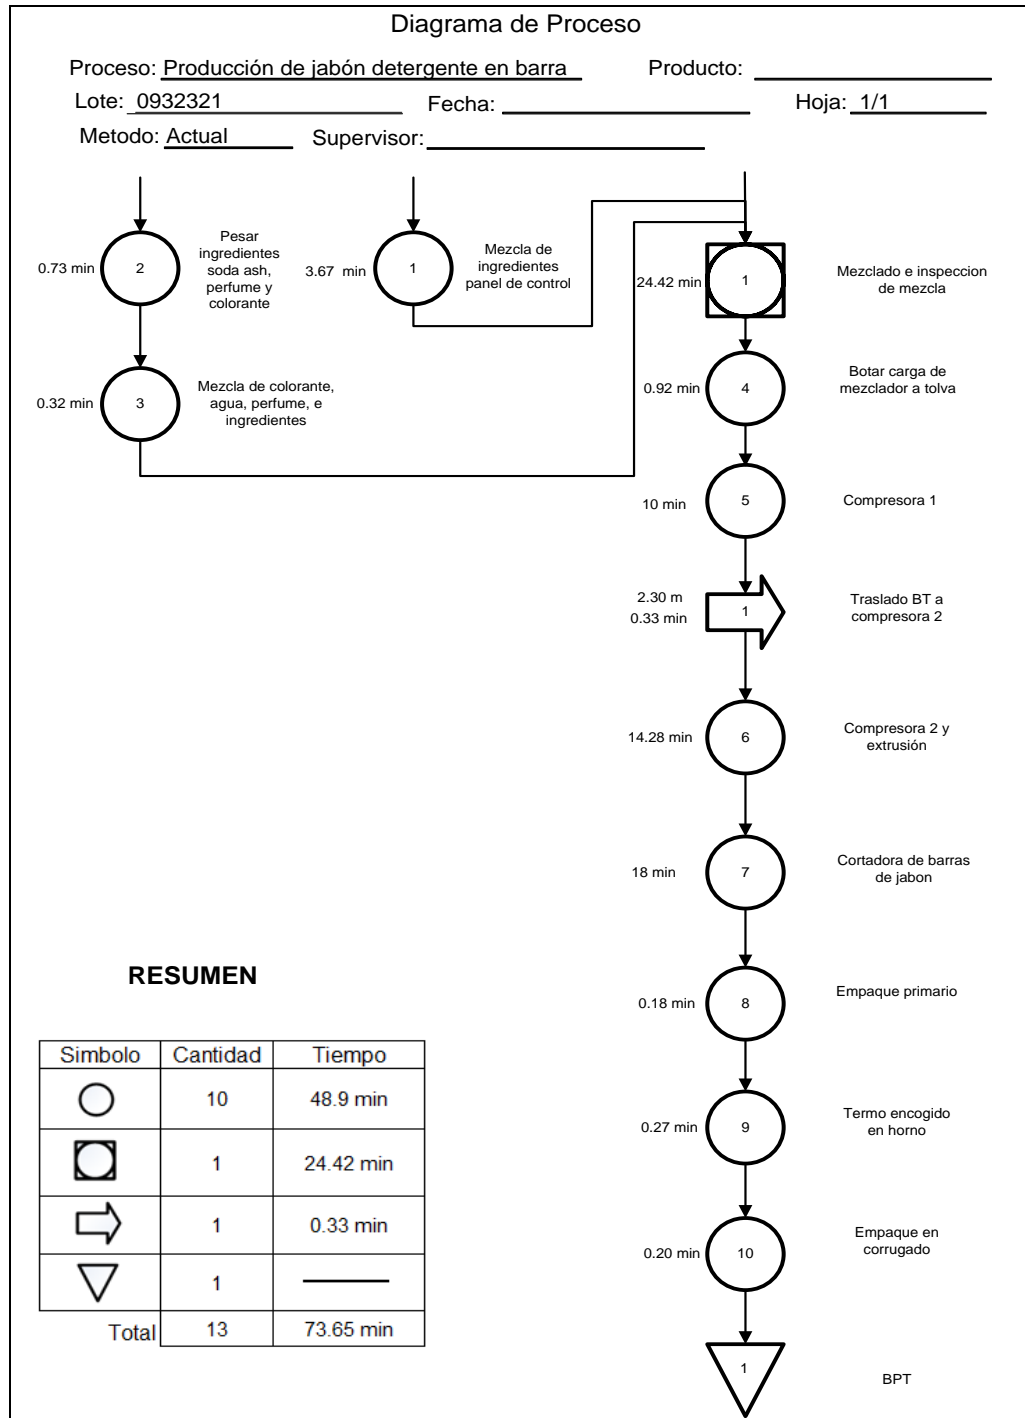 Diagrama de Proceso
Proceso: Producción de jabón detergente en barra Producto:
Lote: 0932321 Fecha: Hoja: 1/1
Metodo: Actual Supervisor:
0.73 min
2
Pesar
ingredientes
soda ash,
perfume y
colorante
3.67 min
1
Mezcla de
ingredientes
panel de control
24.42 min
1
Mezclado e inspeccion
de mezcla
0.32 min
3
Mezcla de colorante,
agua, perfume, e
ingredientes
0.92 min
4
Botar carga de
mezclador a tolva
10 min
5
Compresora 1
2.30 m
0.33 min
1
Traslado BT a
compresora 2
14.28 min
6
Compresora 2 y
extrusión
18 min
7
Cortadora de barras
de jabon
0.18 min
8
Empaque primario
0.27 min
9
Termo encogido
en horno
0.20 min
10
Empaque en
corrugado
1
BPT
RESUMEN
Simbolo Cantidad Tiempo
10 48.9 min
1 24.42 min
1 0.33 min
1
Total 13 73.65 min